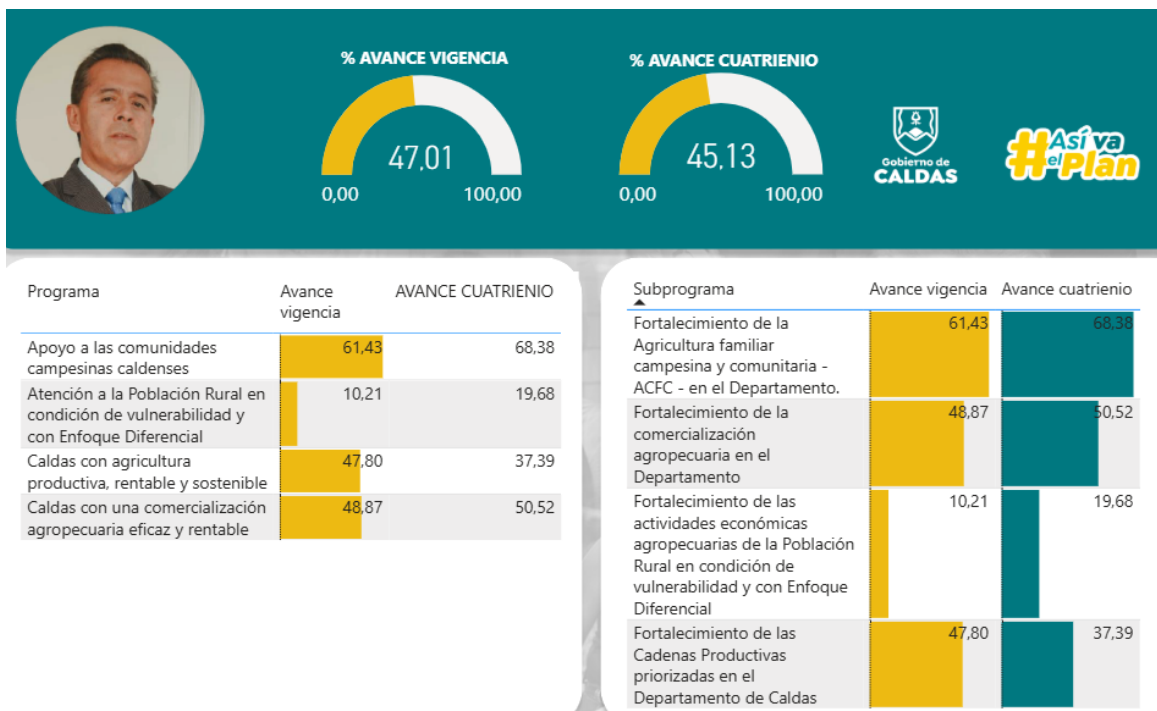 % AVANCE VIGENCIA
47,01
0,00 100,00
% AVANCE CUATRIENIO
45,13
0,00 100,00
Gobierno de
CALDAS
#Así va
el Plan
Programa Avance AVANCE CUATRIENIO
vigencia
Apoyo a las comunidades 61,43 68,38
campesinas caldenses
Atención a la Población Rural en 10,21 19,68
condición de vulnerabilidad y
con Enfoque Diferencial
Caldas con agricultura 47,80 37,39
productiva, rentable y sostenible
Caldas con una comercialización 48,87 50,52
agropecuaria eficaz y rentable
Subprograma Avance vigencia Avance cuatrienio
Fortalecimiento de la 61,43 68,38
Agricultura familiar
campesina y comunitaria -
ACFC - en el Departamento.
Fortalecimiento de la 48,87 50,52
comercialización
agropecuaria en el
Departamento
Fortalecimiento de las 10,21 19,68
actividades económicas
agropecuarias de la Población
Rural en condición de
vulnerabilidad y con Enfoque
Diferencial
Fortalecimiento de las 47,80 37,39
Cadenas Productivas
priorizadas en el
Departamento de Caldas